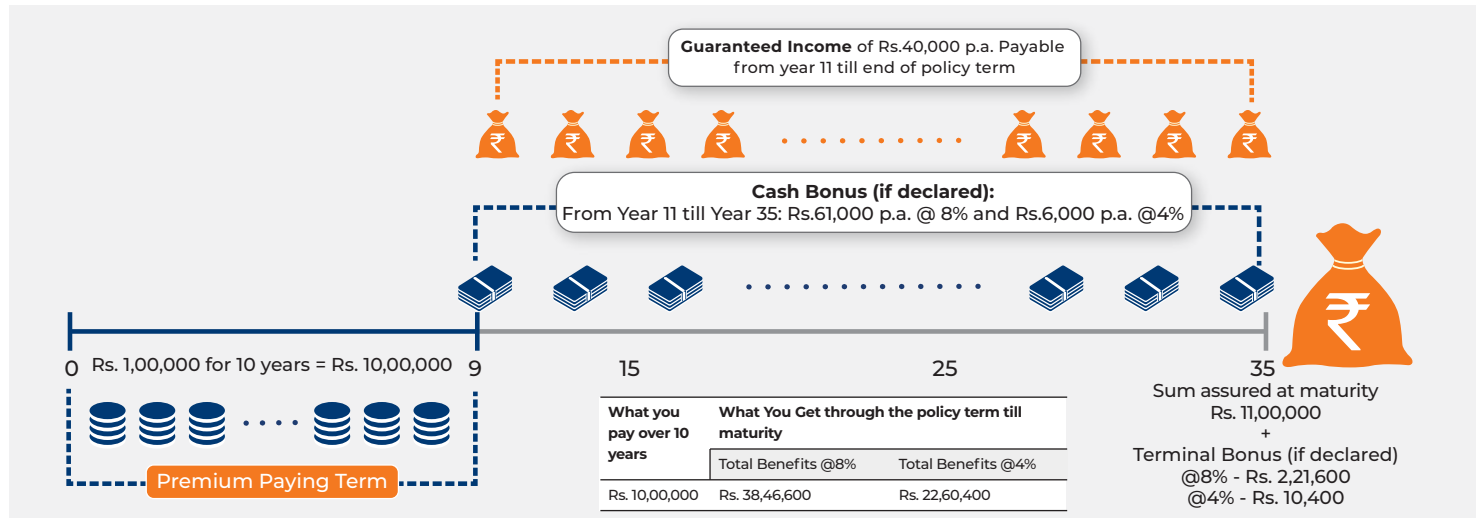 Guaranteed Income of Rs.40,000 p.a. Payable
from year 11 till end of policy term
₹ ₹ ₹ ₹ ₹ ₹ ₹ ₹
Cash Bonus (if declared):
From Year 11 till Year 35: Rs.61,000 p.a. @ 8% and Rs.6,000 p.a. @4%
₹
0 Rs. 1,00,000 for 10 years = Rs. 10,00,000 9 15 25 35
Premium Paying Term
What you
pay over 10
years
What You Get through the policy term till
maturity
Total Benefits @8% Total Benefits @4%
Rs. 10,00,000 Rs. 38,46,600 Rs. 22,60,400
Sum assured at maturity
Rs. 11,00,000
+
Terminal Bonus (if declared)
@8% - Rs. 2,21,600
@4% - Rs. 10,400